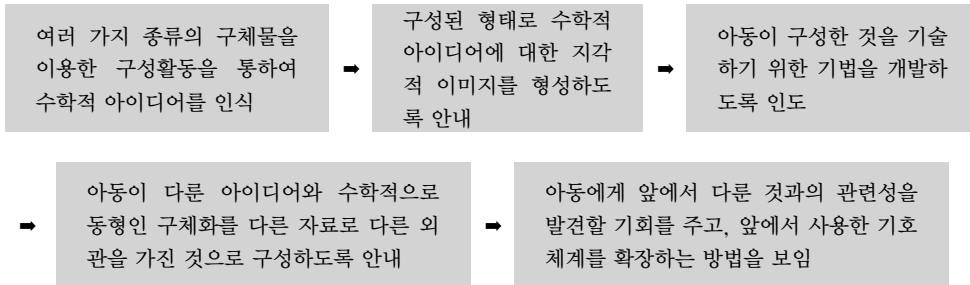 여러 가지 종류의 구체물을
이용한 구성활동을 통하여
수학적 아이디어를 인식
➡
구성된 형태로 수학적
아이디어에 대한 지각
적 이미지를 형성하도
록 안내
➡
아동이 구성한 것을 기술
하기 위한 기법을 개발하
도록 인도
➡
아동이 다룬 아이디어와 수학적으로
동형인 구체화를 다른 자료로 다른 외
관을 가진 것으로 구성하도록 안내
➡
아동에게 앞에서 다룬 것과의 관련성을
발견할 기회를 주고, 앞에서 사용한 기호
체계를 확장하는 방법을 보임